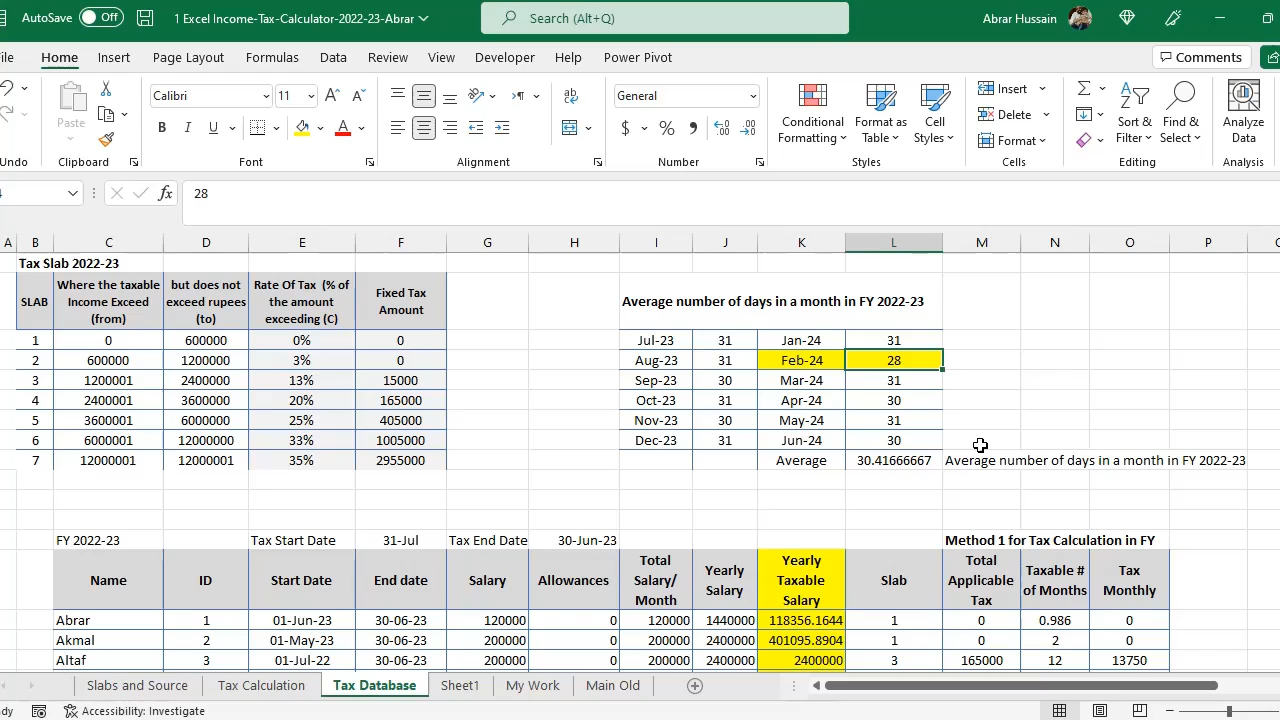 AutoSave Off 1 Excel Income-Tax-Calculator-2022-23-Abrar Search (Alt+Q) Abrar Hussain
ile Home Insert Page Layout Formulas Data Review View Developer Help Power Pivot Comments
Paste Calibri 11 General Conditional Formatting Format as Table Cell Styles Insert Delete Format Sort & Filter Find & Select Analyze Data
Undo Clipboard Font Alignment Number Styles Cells Editing Analysis
28
A B C D E F G H I J K L M N O P
Tax Slab 2022-23
SLAB Where the taxable Income Exceed (from) but does not exceed rupees (to) Rate Of Tax (% of the amount exceeding (C) Fixed Tax Amount Average number of days in a month in FY 2022-23
1 0 600000 0% 0 Jul-23 31 Jan-24 31
2 600000 1200000 3% 0 Aug-23 31 Feb-24 28
3 1200001 2400000 13% 15000 Sep-23 30 Mar-24 31
4 2400001 3600000 20% 165000 Oct-23 31 Apr-24 30
5 3600001 6000000 25% 405000 Nov-23 30 May-24 31
6 6000001 12000000 33% 1005000 Dec-23 31 Jun-24 30
7 12000001 12000001 35% 2955000 Average 30.41666667 Average number of days in a month in FY 2022-23
FY 2022-23 Tax Start Date 31-Jul Tax End Date 30-Jun-23 Method 1 for Tax Calculation in FY
Name ID Start Date End date Salary Allowances Total Salary/ Month Yearly Salary Yearly Taxable Salary Slab Total Applicable Tax Taxable # of Months Tax Monthly
Abrar 1 01-Jun-23 30-06-23 120000 0 120000 1440000 118356.1644 1 0 0.986 0
Akmal 2 01-May-23 30-06-23 200000 0 200000 2400000 401095.8904 1 0 2 0
Altaf 3 01-Jul-22 30-06-23 200000 0 200000 2400000 2400000 3 165000 12 13750
Slabs and Source Tax Calculation Tax Database Sheet1 My Work Main Old
dy Accessibility: Investigate